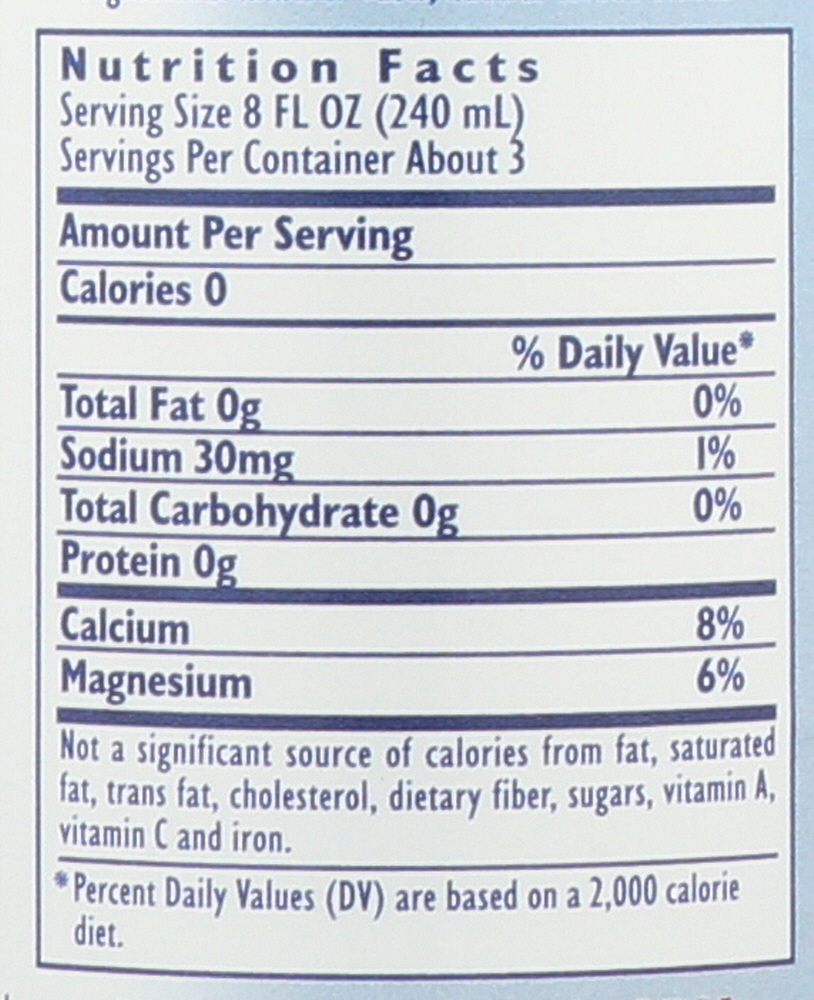 Nutrition Facts
Serving Size 8 FL OZ (240 mL)
Servings Per Container About 3
Amount Per Serving
Calories 0
% Daily Value*
Total Fat 0g 0%
Sodium 30mg 1%
Total Carbohydrate 0g 0%
Protein 0g
Calcium 8%
Magnesium 6%
Not a significant source of calories from fat, saturated
fat, trans fat, cholesterol, dietary fiber, sugars, vitamin A,
vitamin C and iron.
*Percent Daily Values (DV) are based on a 2,000 calorie
diet.